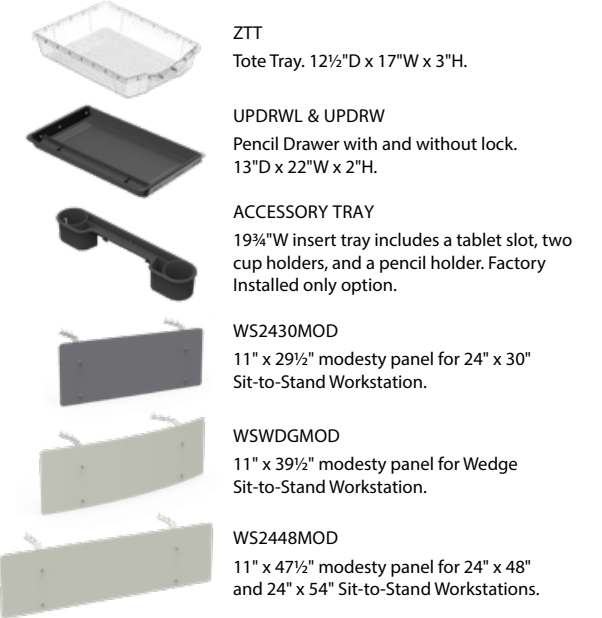 ZTT
Tote Tray. 12½"D x 17"W x 3"H.
UPDRWL & UPDRW
Pencil Drawer with and without lock.
13"D x 22"W x 2"H.
ACCESSORY TRAY
19¾"W insert tray includes a tablet slot, two
cup holders, and a pencil holder. Factory
Installed only option.
WS2430MOD
11" x 29½" modesty panel for 24" x 30"
Sit-to-Stand Workstation.
WSWDGMOD
11" x 39½" modesty panel for Wedge
Sit-to-Stand Workstation.
WS2448MOD
11" x 47½" modesty panel for 24" x 48"
and 24" x 54" Sit-to-Stand Workstations.